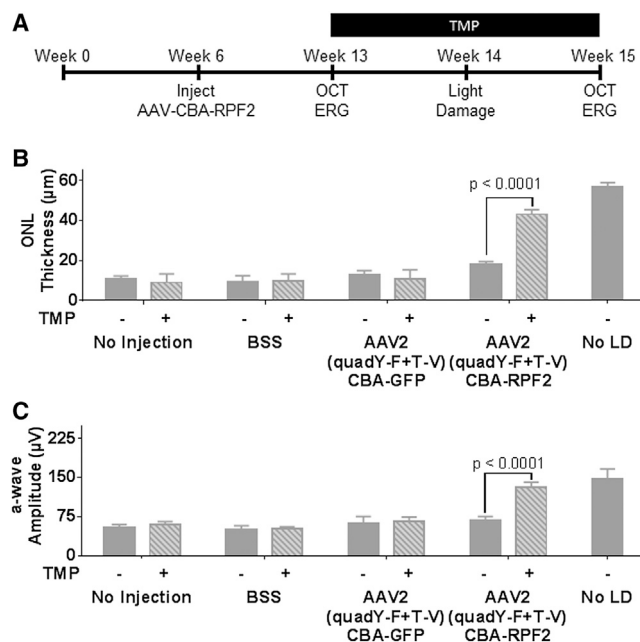 A
TMP
Week 0 Week 6 Week 13 Week 14 Week 15
Inject OCT Light OCT
AAV-CBA-RPF2 ERG Damage ERG
B
ONL
Thickness (μm)
60
40
20
0
p < 0.0001
TMP - + - + - + - + -
No Injection BSS AAV2 AAV2 No LD
(quadY-F+T-V) (quadY-F+T-V)
CBA-GFP CBA-RPF2
C
a-wave
Amplitude (μV)
225
150
75
0
p < 0.0001
TMP - + - + - + - + -
No Injection BSS AAV2 AAV2 No LD
(quadY-F+T-V) (quadY-F+T-V)
CBA-GFP CBA-RPF2